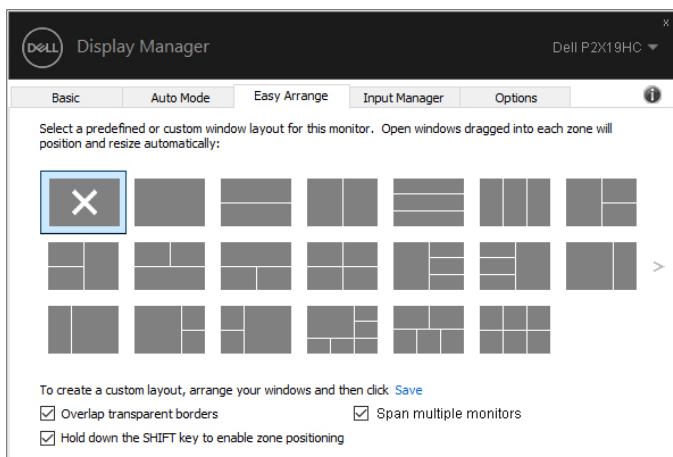 x
DELL Display Manager Dell P2X19HC
Basic Auto Mode Easy Arrange Input Manager Options
Select a predefined or custom window layout for this monitor. Open windows dragged into each zone will
position and resize automatically:
>
To create a custom layout, arrange your windows and then click Save
Overlap transparent borders Span multiple monitors
Hold down the SHIFT key to enable zone positioning